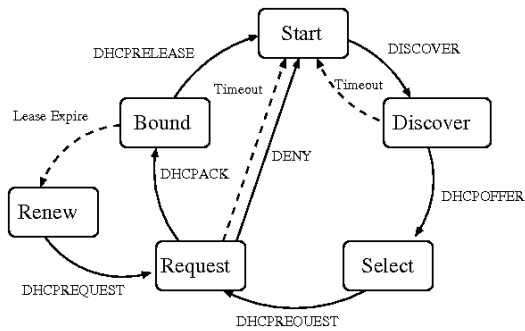 Start
DHCPRELEASE
DISCOVER
Timeout
Timeout
Lease Expire
Bound
Discover
DENY
DHCPACK
DHCPOFFER
Renew
Request
Select
DHCPREQUEST
DHCPREQUEST